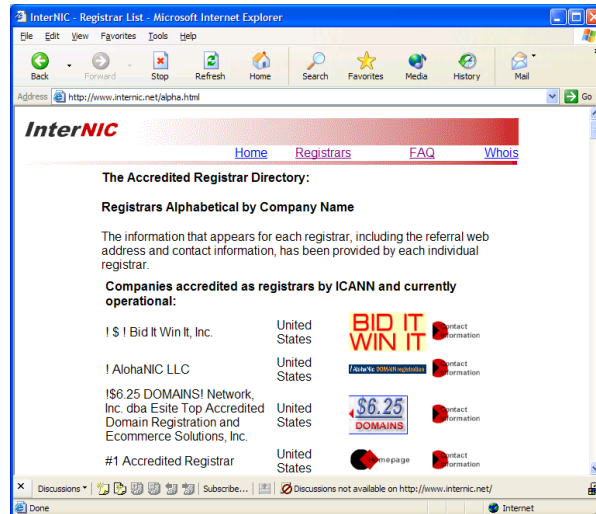 InterNIC - Registrar List - Microsoft Internet Explorer
File Edit View Favorites Tools Help
Back Forward Stop Refresh Home Search Favorites Media History Mail
Address http://www.internic.net/alpha.html Go
InterNIC
Home Registrars FAQ Whois
The Accredited Registrar Directory:
Registrars Alphabetical by Company Name
The information that appears for each registrar, including the referral web
address and contact information, has been provided by each individual
registrar.
Companies accredited as registrars by ICANN and currently
operational:
! $ ! Bid It Win It, Inc. United
States
BID IT
WIN IT
Contact
Information
! AlohaNIC LLC United
States
! AlohaNic DOMAIN registration
Contact
Information
!$6.25 DOMAINS! Network,
Inc. dba Esite Top Accredited
Domain Registration and
Ecommerce Solutions, Inc.
United
States
$6.25
DOMAINS
Contact
Information
#1 Accredited Registrar United
States
Homepage
Contact
Information
Discussions Subscribe... Discussions not available on http://www.internic.net/
Done Internet